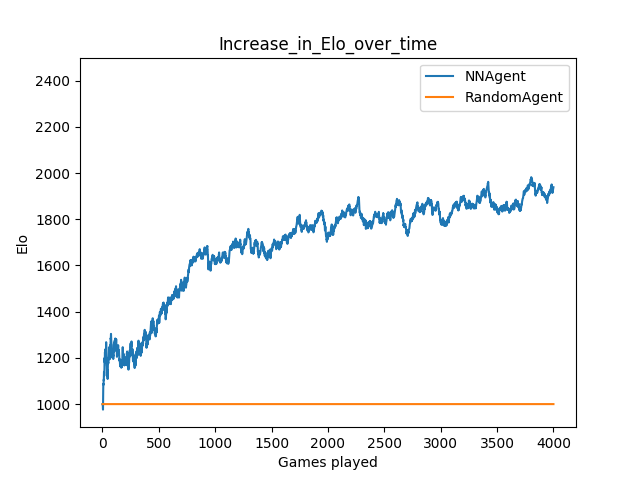 Increase_in_Elo_over_time
NNAgent
RandomAgent
2400
2200
2000
1800
1600
1400
1200
1000
Elo
0 500 1000 1500 2000 2500 3000 3500 4000
Games played